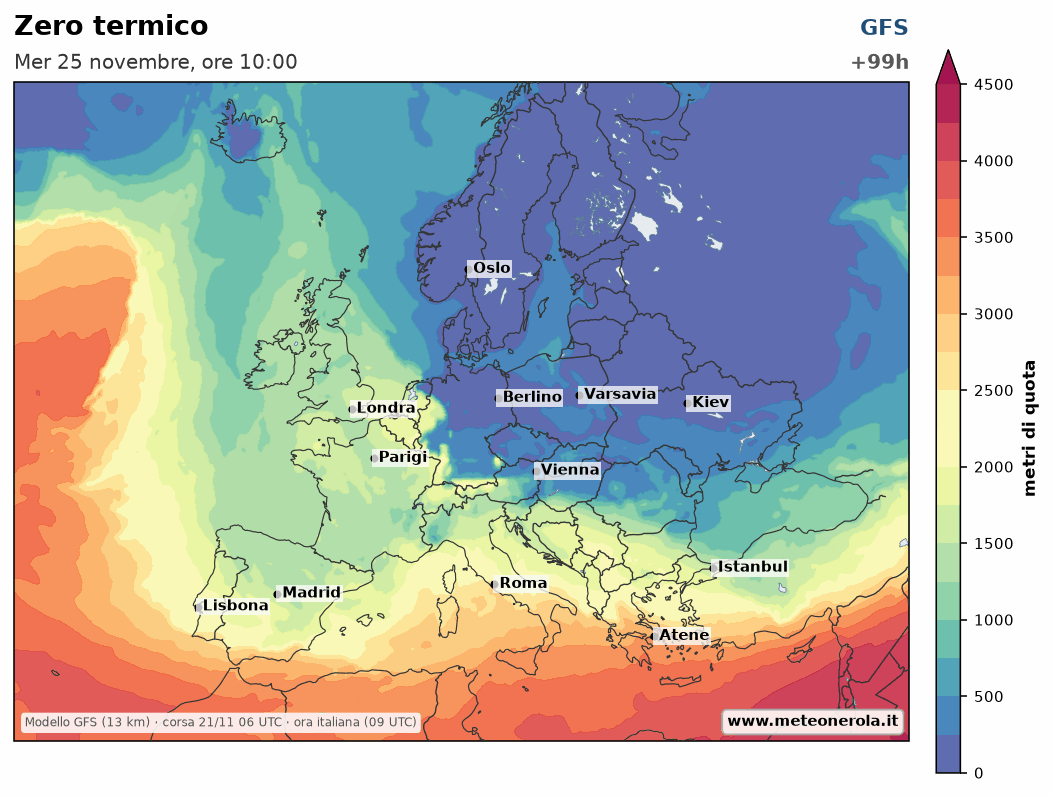 Zero termico
GFS
Mer 25 novembre, ore 10:00
+99h
4500
4000
3500
3000
2500
2000
1500
1000
500
0
metri di quota
Oslo
Berlino
Varsavia
Kiev
Londra
Parigi
Vienna
Istanbul
Roma
Madrid
Lisbona
Atene
Modello GFS (13 km) · corsa 21/11 06 UTC · ora italiana (09 UTC)
www.meteonerola.it